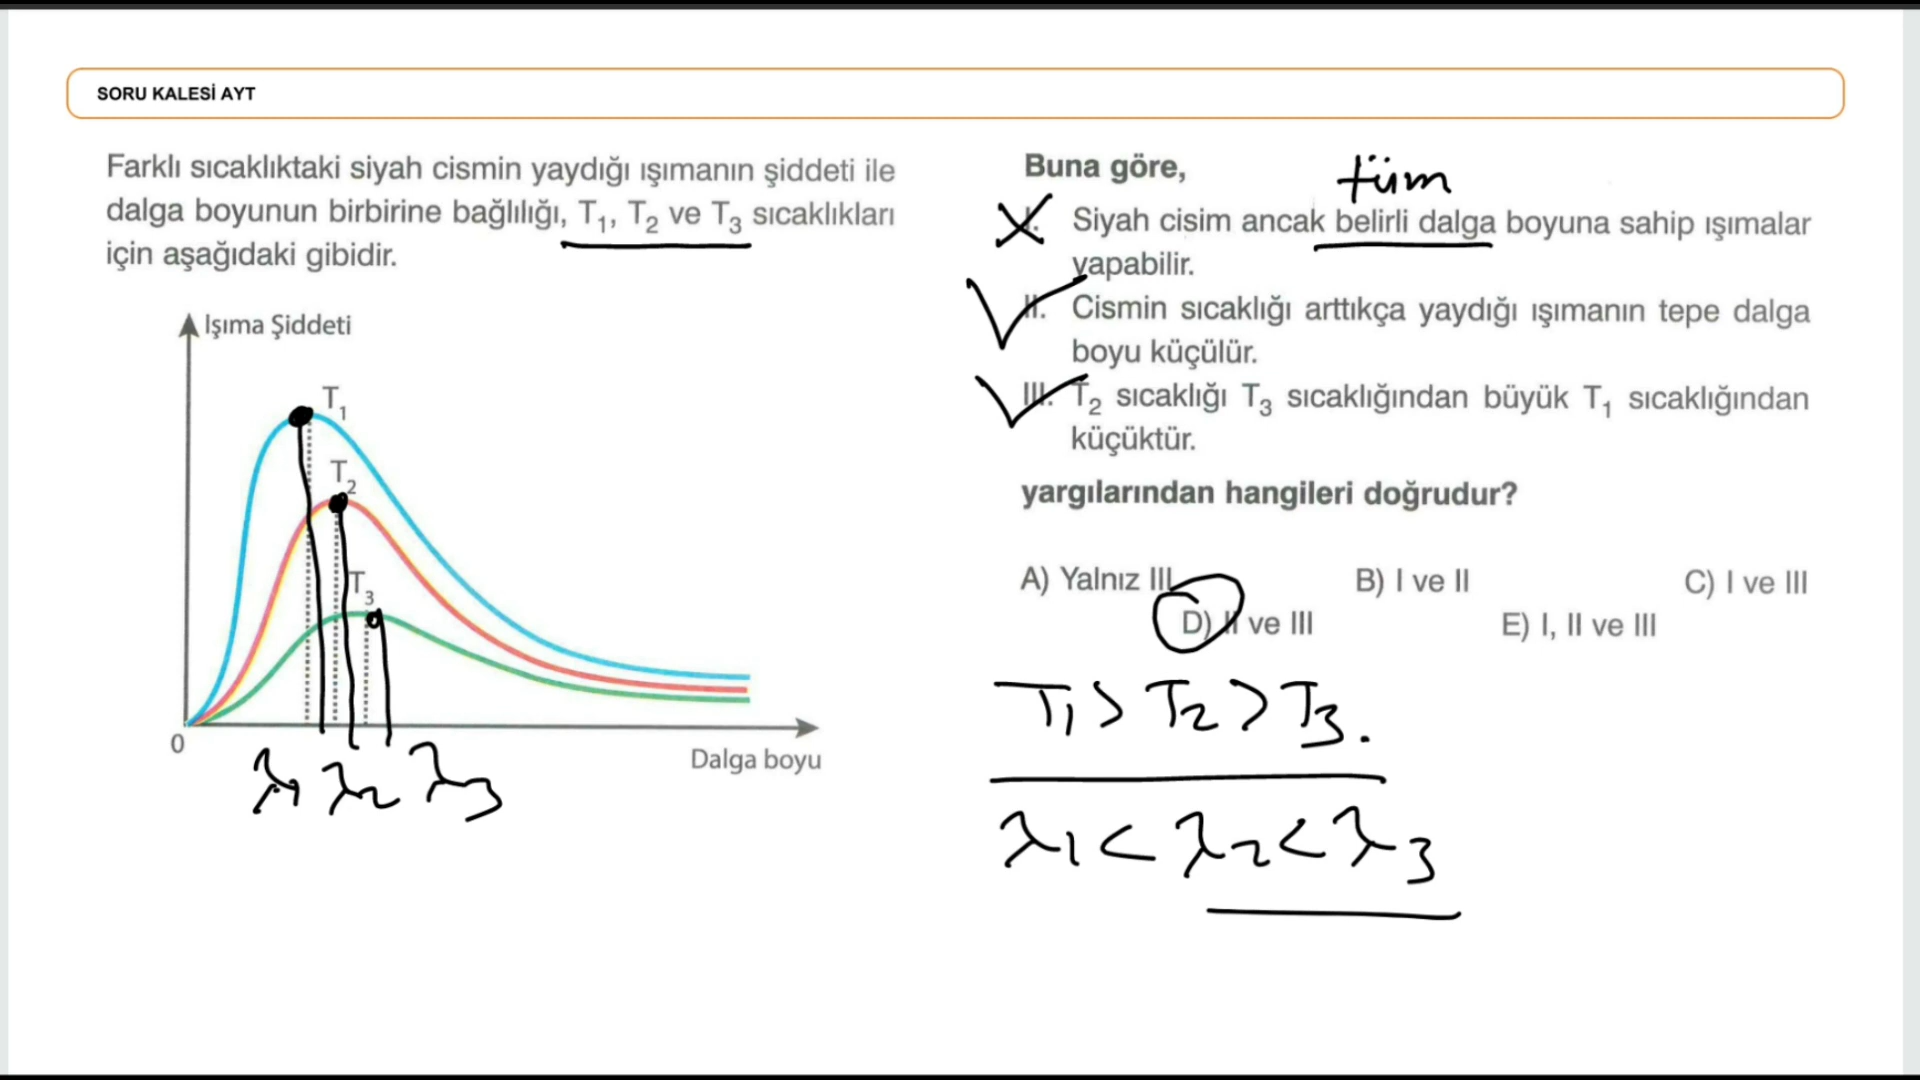 SORU KALESİ AYT
Farklı sıcaklıktaki siyah cismin yaydığı ışımanın şiddeti ile
dalga boyunun birbirine bağlılığı, T₁, T₂ ve T₃ sıcaklıkları
için aşağıdaki gibidir.
Işıma Şiddeti
T₁
T₂
T₃
0
Dalga boyu
λ₁ λ₂ λ₃
Buna göre,
tüm
I. Siyah cisim ancak belirli dalga boyuna sahip ışımalar
yapabilir.
II. Cismin sıcaklığı arttıkça yaydığı ışımanın tepe dalga
boyu küçülür.
III. T₂ sıcaklığı T₃ sıcaklığından büyük T₁ sıcaklığından
küçüktür.
yargılarından hangileri doğrudur?
A) Yalnız III B) I ve II C) I ve III
D) II ve III E) I, II ve III
T₁ > T₂ > T₃.
λ₁ < λ₂ < λ₃